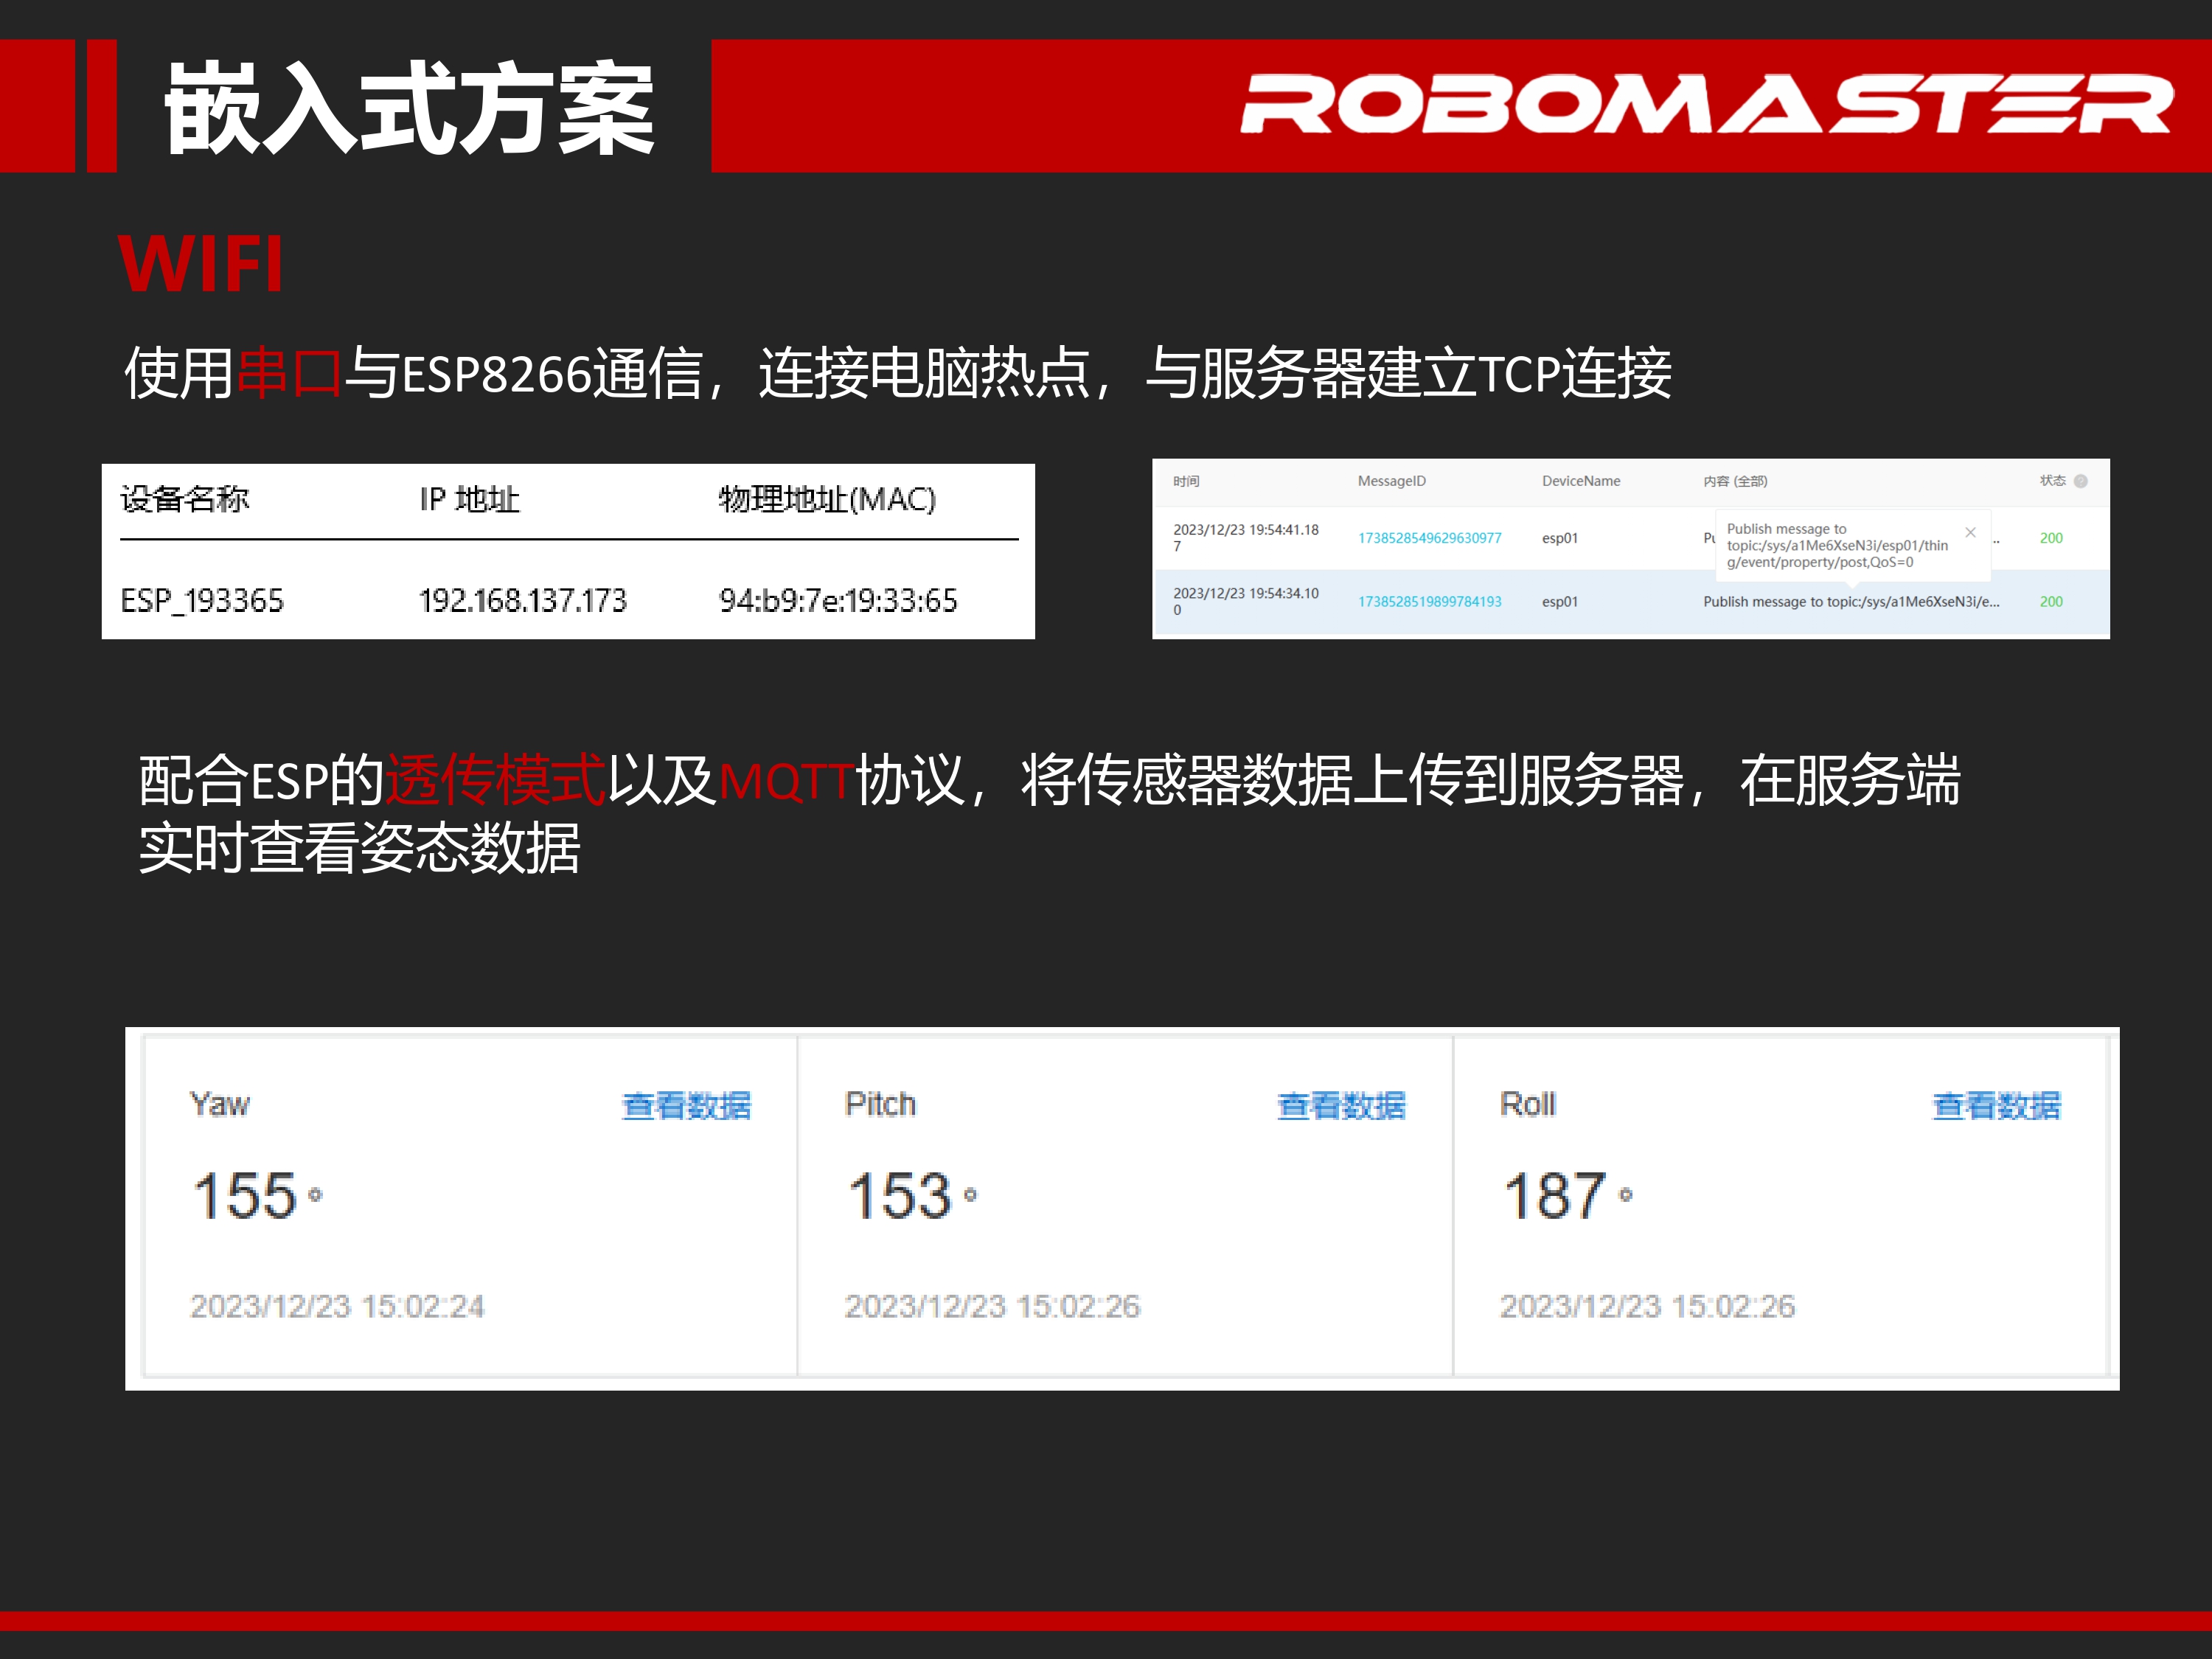 嵌入式方案
ROBOMASTER
WIFI
使用串口与ESP8266通信，连接电脑热点，与服务器建立TCP连接
设备名称 IP 地址 物理地址(MAC)
ESP_193365 192.168.137.173 94:b9:7e:19:33:65
时间 MessageID DeviceName 内容 (全部) 状态 ?
2023/12/23 19:54:41.18
7
1738528549629630977 esp01 Pu .. 200
Publish message to
topic:/sys/a1Me6XseN3i/esp01/thin
g/event/property/post,QoS=0
2023/12/23 19:54:34.10
0
1738528519899784193 esp01 Publish message to topic:/sys/a1Me6XseN3i/e... 200
配合ESP的透传模式以及MQTT协议，将传感器数据上传到服务器，在服务端
实时查看姿态数据
Yaw 查看数据 Pitch 查看数据 Roll 查看数据
155° 153° 187°
2023/12/23 15:02:24 2023/12/23 15:02:26 2023/12/23 15:02:26